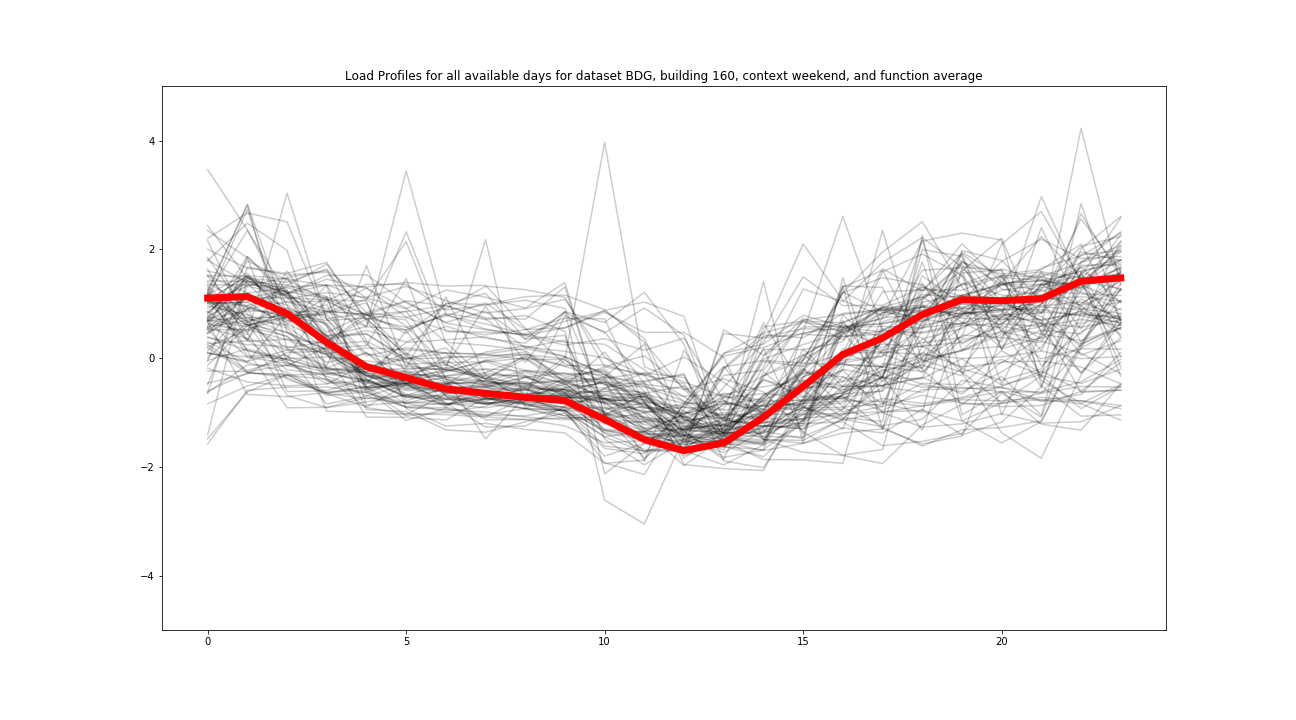 Load Profiles for all available days for dataset BDG, building 160, context weekend, and function average
4
2
0
−2
−4
0 5 10 15 20